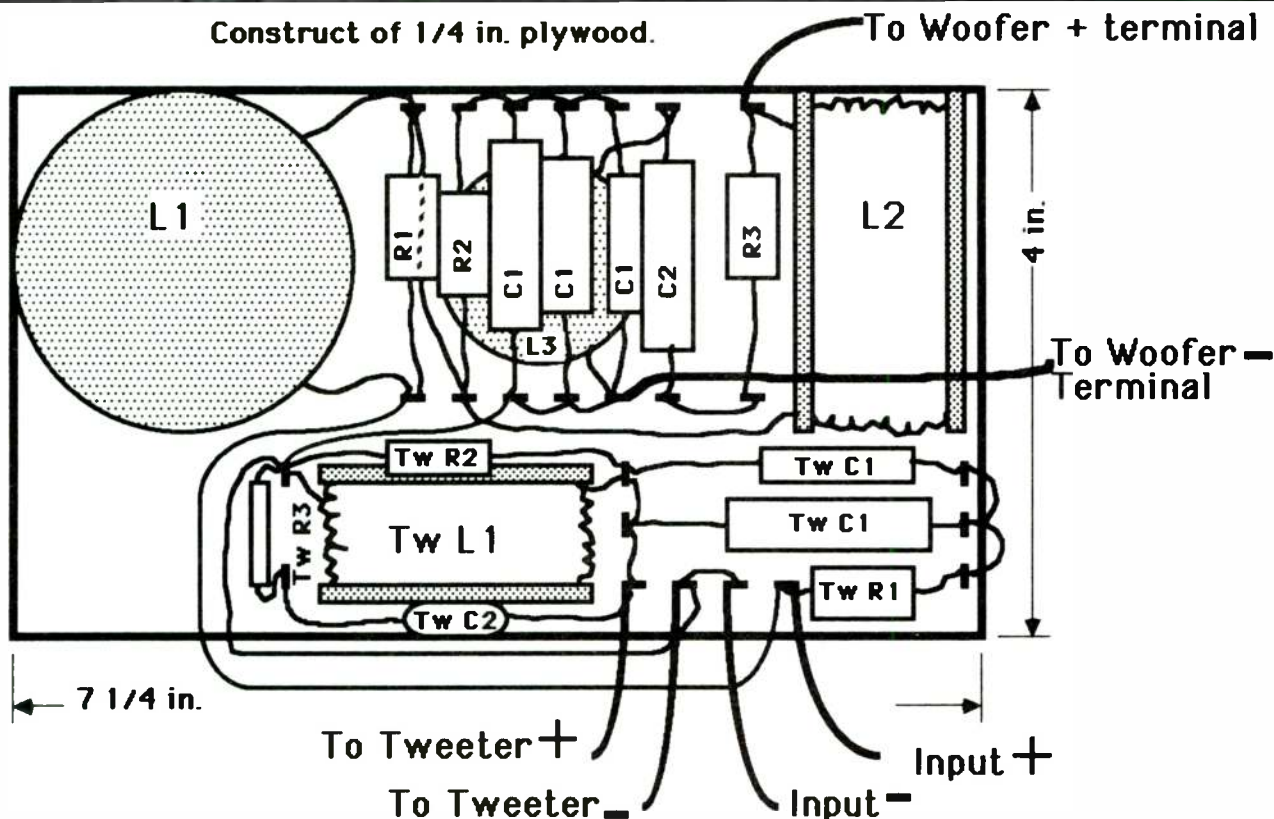 Construct of 1/4 in. plywood.
To Woofer + terminal
L1
R1
R2
C1
C1
C1
C2
R3
L2
4 in.
L3
To Woofer –
Terminal
Tw R2
Tw C1
Tw R3
Tw L1
Tw C1
Tw R1
Tw C2
7 1/4 in.
To Tweeter +
Input +
To Tweeter –
Input –